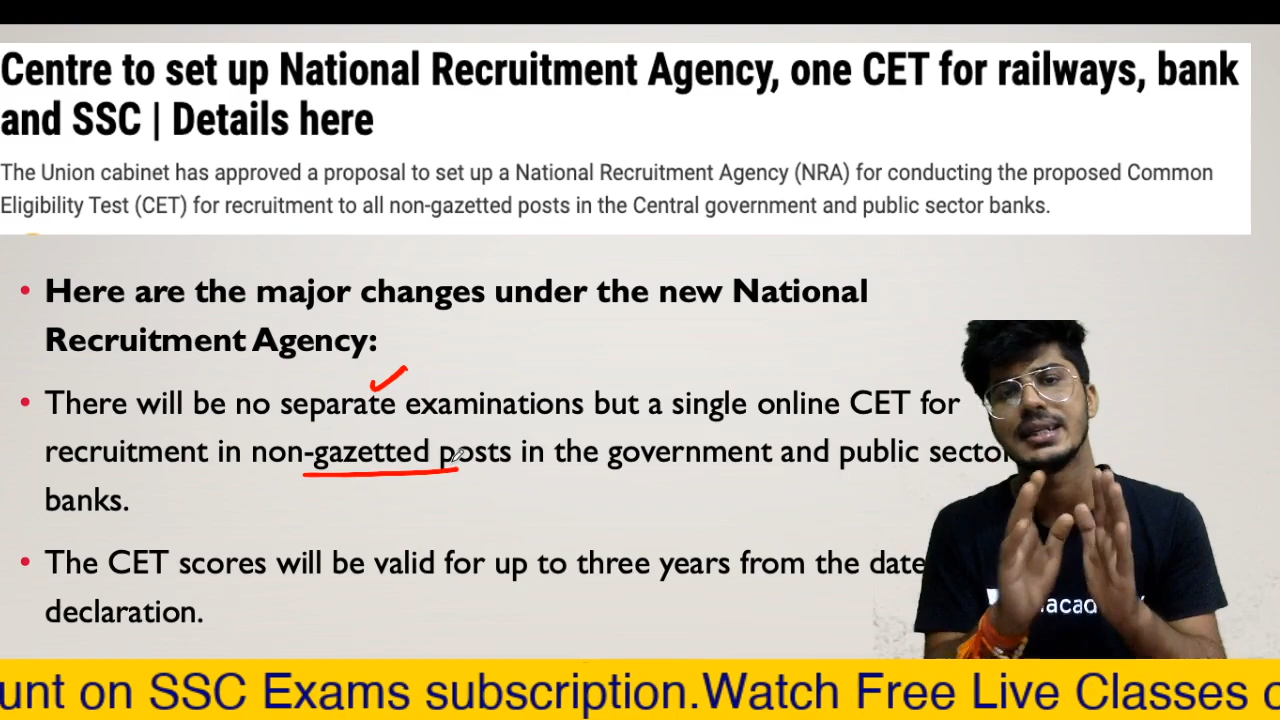 Centre to set up National Recruitment Agency, one CET for railways, bank
and SSC | Details here
The Union cabinet has approved a proposal to set up a National Recruitment Agency (NRA) for conducting the proposed Common
Eligibility Test (CET) for recruitment to all non-gazetted posts in the Central government and public sector banks.
• Here are the major changes under the new National
Recruitment Agency:
• There will be no separate examinations but a single online CET for
recruitment in non-gazetted posts in the government and public sector
banks.
• The CET scores will be valid for up to three years from the date
declaration.
unt on SSC Exams subscription.Watch Free Live Classes